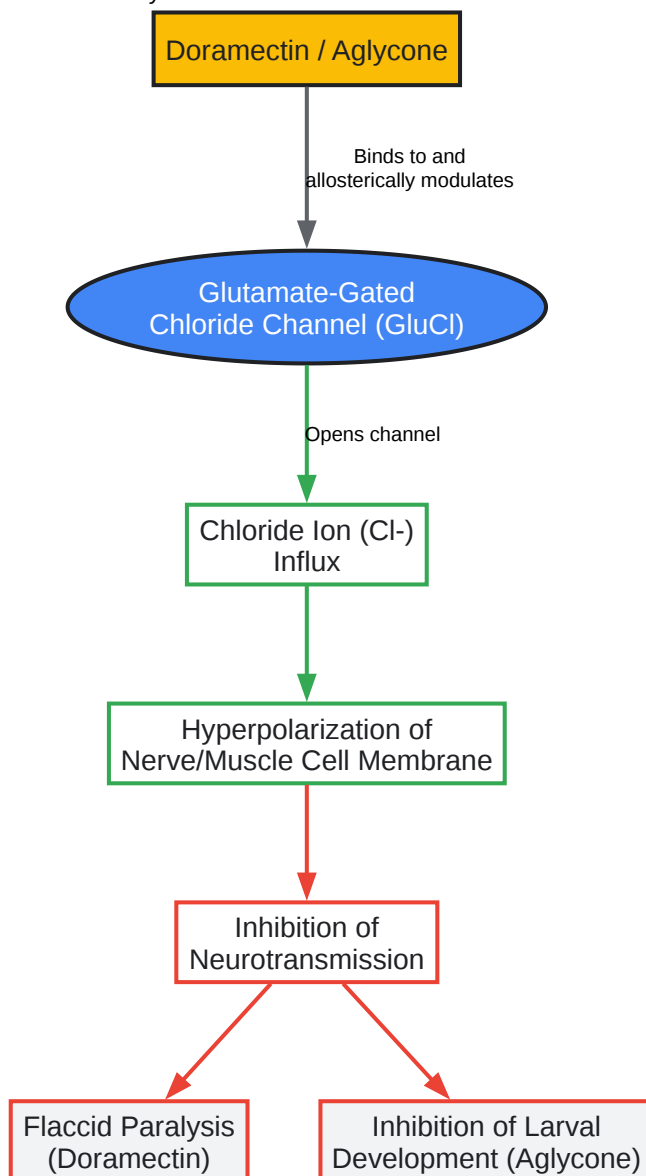 Doramectin / Aglycone
Binds to and
allosterically modulates
Glutamate-Gated
Chloride Channel (GluCl)
Opens channel
Chloride Ion (Cl-)
Influx
Hyperpolarization of
Nerve/Muscle Cell Membrane
Inhibition of
Neurotransmission
Flaccid Paralysis
(Doramectin)
Inhibition of Larval
Development (Aglycone)